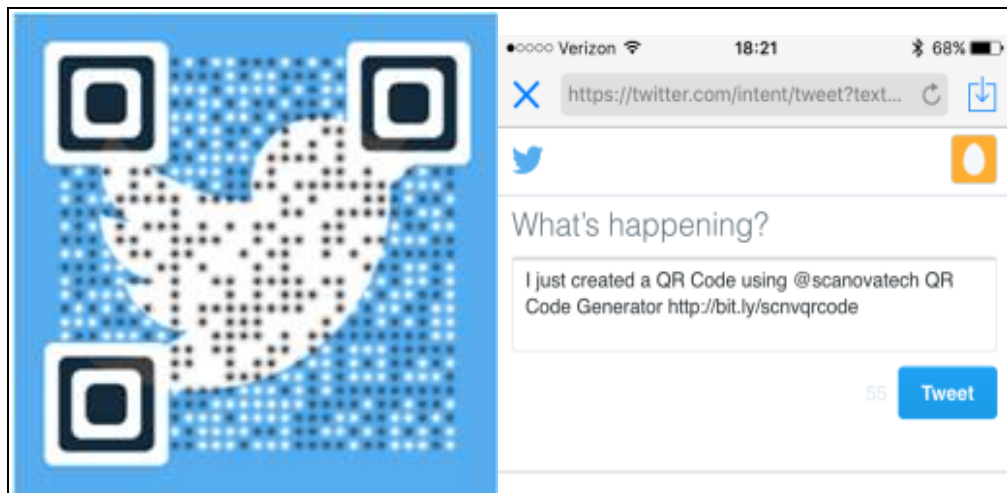 Verizon 18:21 68%
https://twitter.com/intent/tweet?text...
What's happening?
I just created a QR Code using @scanovatech QR
Code Generator http://bit.ly/scnvqrcode
55 Tweet